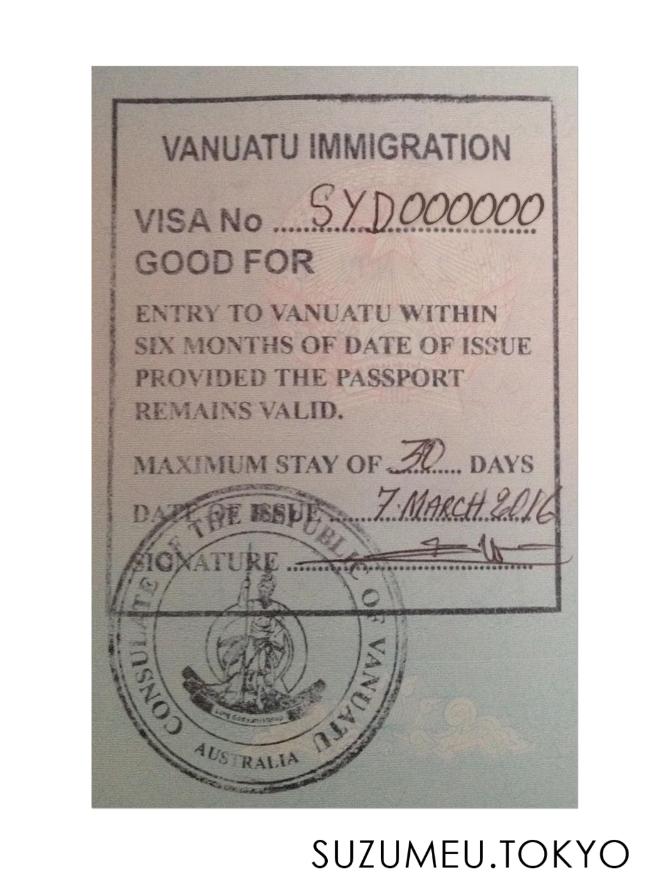 VANUATU IMMIGRATION
VISA No ....SYD000000
GOOD FOR
ENTRY TO VANUATU WITHIN
SIX MONTHS OF DATE OF ISSUE
PROVIDED THE PASSPORT
REMAINS VALID.
MAXIMUM STAY OF 30 DAYS
DATE OF ISSUE 7 MARCH 2016
SIGNATURE
CONSULATE OF THE REPUBLIC OF VANUATU
AUSTRALIA
SUZUMEU.TOKYO